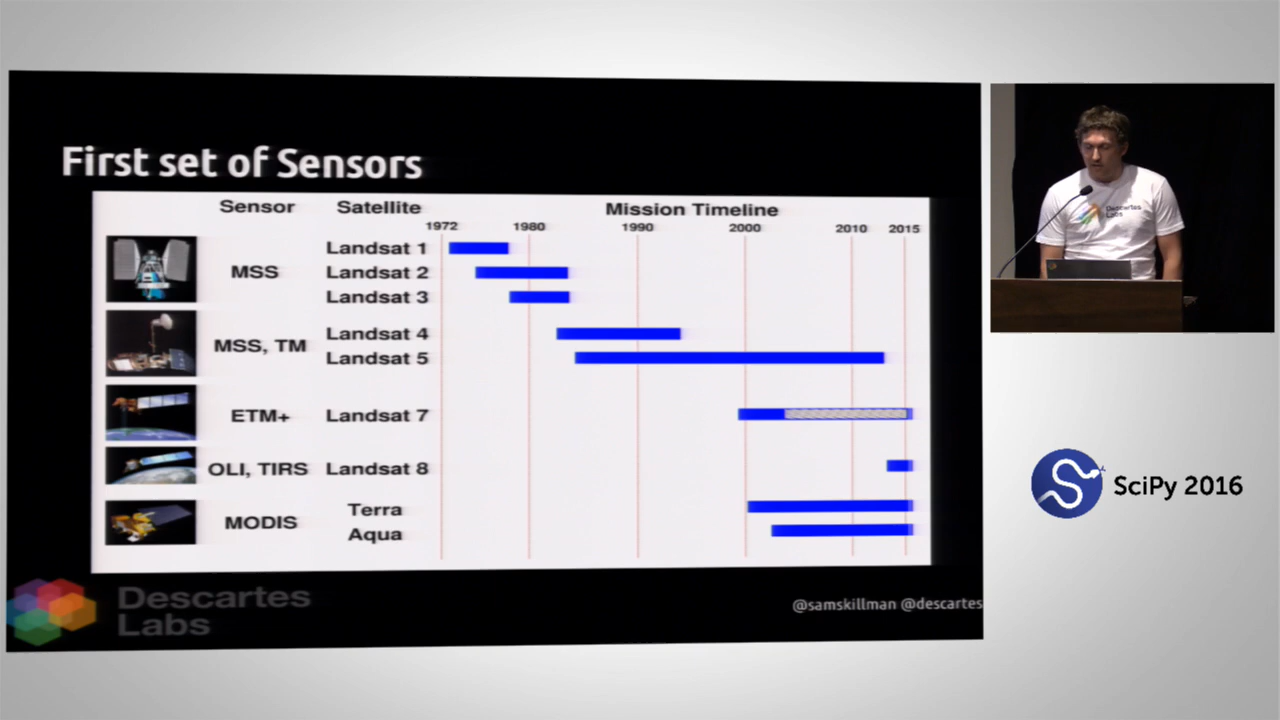 First set of Sensors
Sensor Satellite Mission Timeline
1972 1980 1990 2000 2010 2015
MSS
Landsat 1
Landsat 2
Landsat 3
MSS, TM
Landsat 4
Landsat 5
ETM+ Landsat 7
OLI, TIRS Landsat 8
MODIS
Terra
Aqua
Descartes
Labs
@samskillman @descartes
Descartes
Labs
SciPy 2016